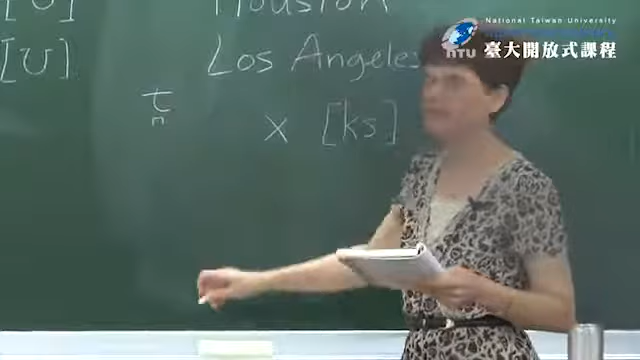 [U] Houston
[U] Los Angeles
t
n
x [ks]
National Taiwan University
NTU 臺大開放式課程